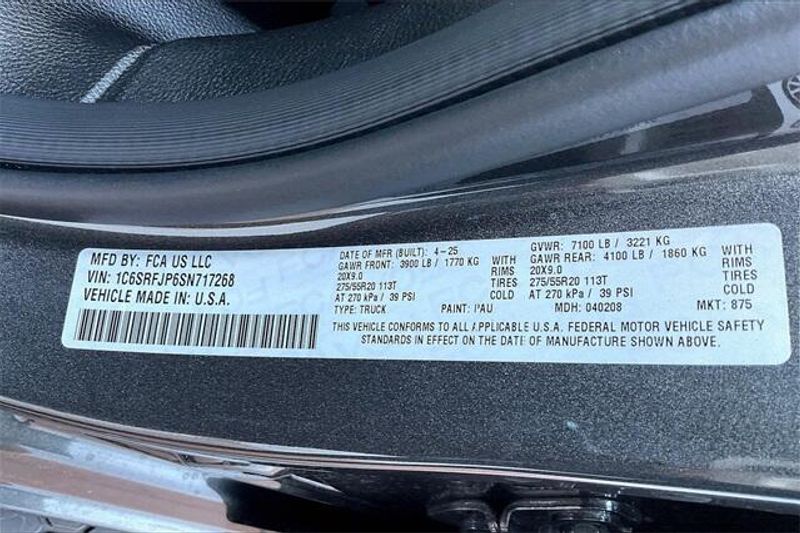 MFD BY: FCA US LLC
VIN: 1C6SRFJP6SN717268
VEHICLE MADE IN: U.S.A.
DATE OF MFR (BUILT): 4-25
GAWR FRONT: 3900 LB / 1770 KG WITH
20X9.0 RIMS
275/55R20 113T TIRES
AT 270 kPa / 39 PSI COLD
TYPE: TRUCK PAINT: PAU
GVWR: 7100 LB / 3221 KG
GAWR REAR: 4100 LB / 1860 KG WITH
20X9.0 RIMS
275/55R20 113T TIRES
AT 270 kPa / 39 PSI COLD
MDH: 040208 MKT: 875
THIS VEHICLE CONFORMS TO ALL APPLICABLE U.S.A. FEDERAL MOTOR VEHICLE SAFETY
STANDARDS IN EFFECT ON THE DATE OF MANUFACTURE SHOWN ABOVE.